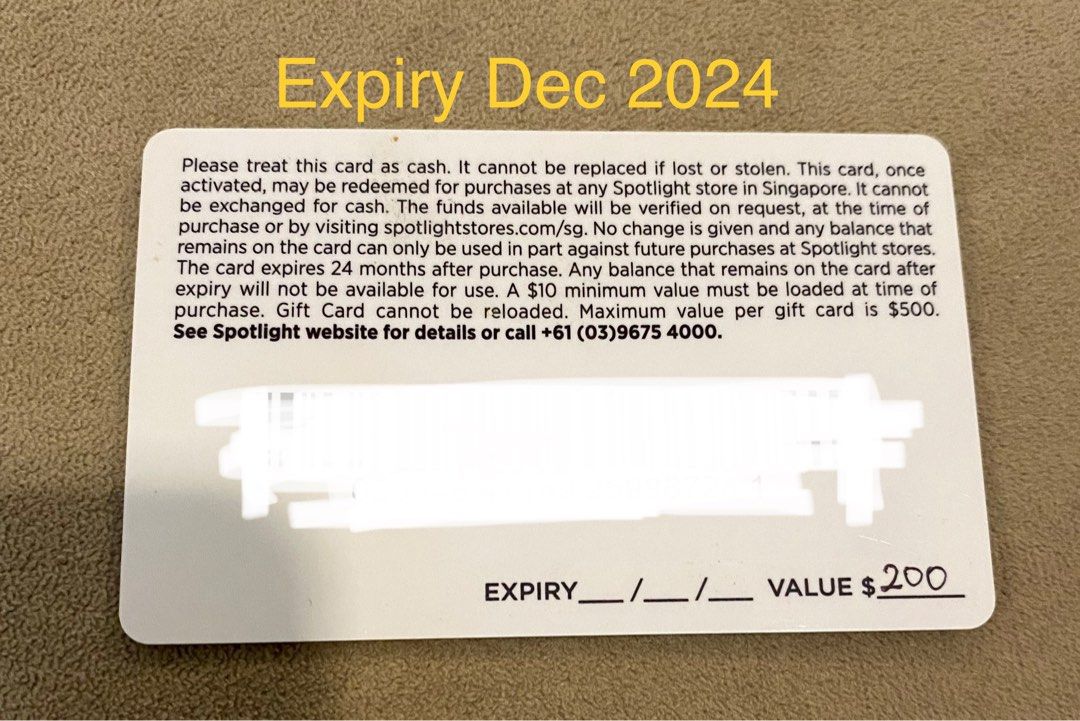 Expiry Dec 2024
Please treat this card as cash. It cannot be replaced if lost or stolen. This card, once
activated, may be redeemed for purchases at any Spotlight store in Singapore. It cannot
be exchanged for cash. The funds available will be verified on request, at the time of
purchase or by visiting spotlightstores.com/sg. No change is given and any balance that
remains on the card can only be used in part against future purchases at Spotlight stores.
The card expires 24 months after purchase. Any balance that remains on the card after
expiry will not be available for use. A $10 minimum value must be loaded at time of
purchase. Gift Card cannot be reloaded. Maximum value per gift card is $500.
See Spotlight website for details or call +61 (03)9675 4000.
EXPIRY__ /__ /__ VALUE $200